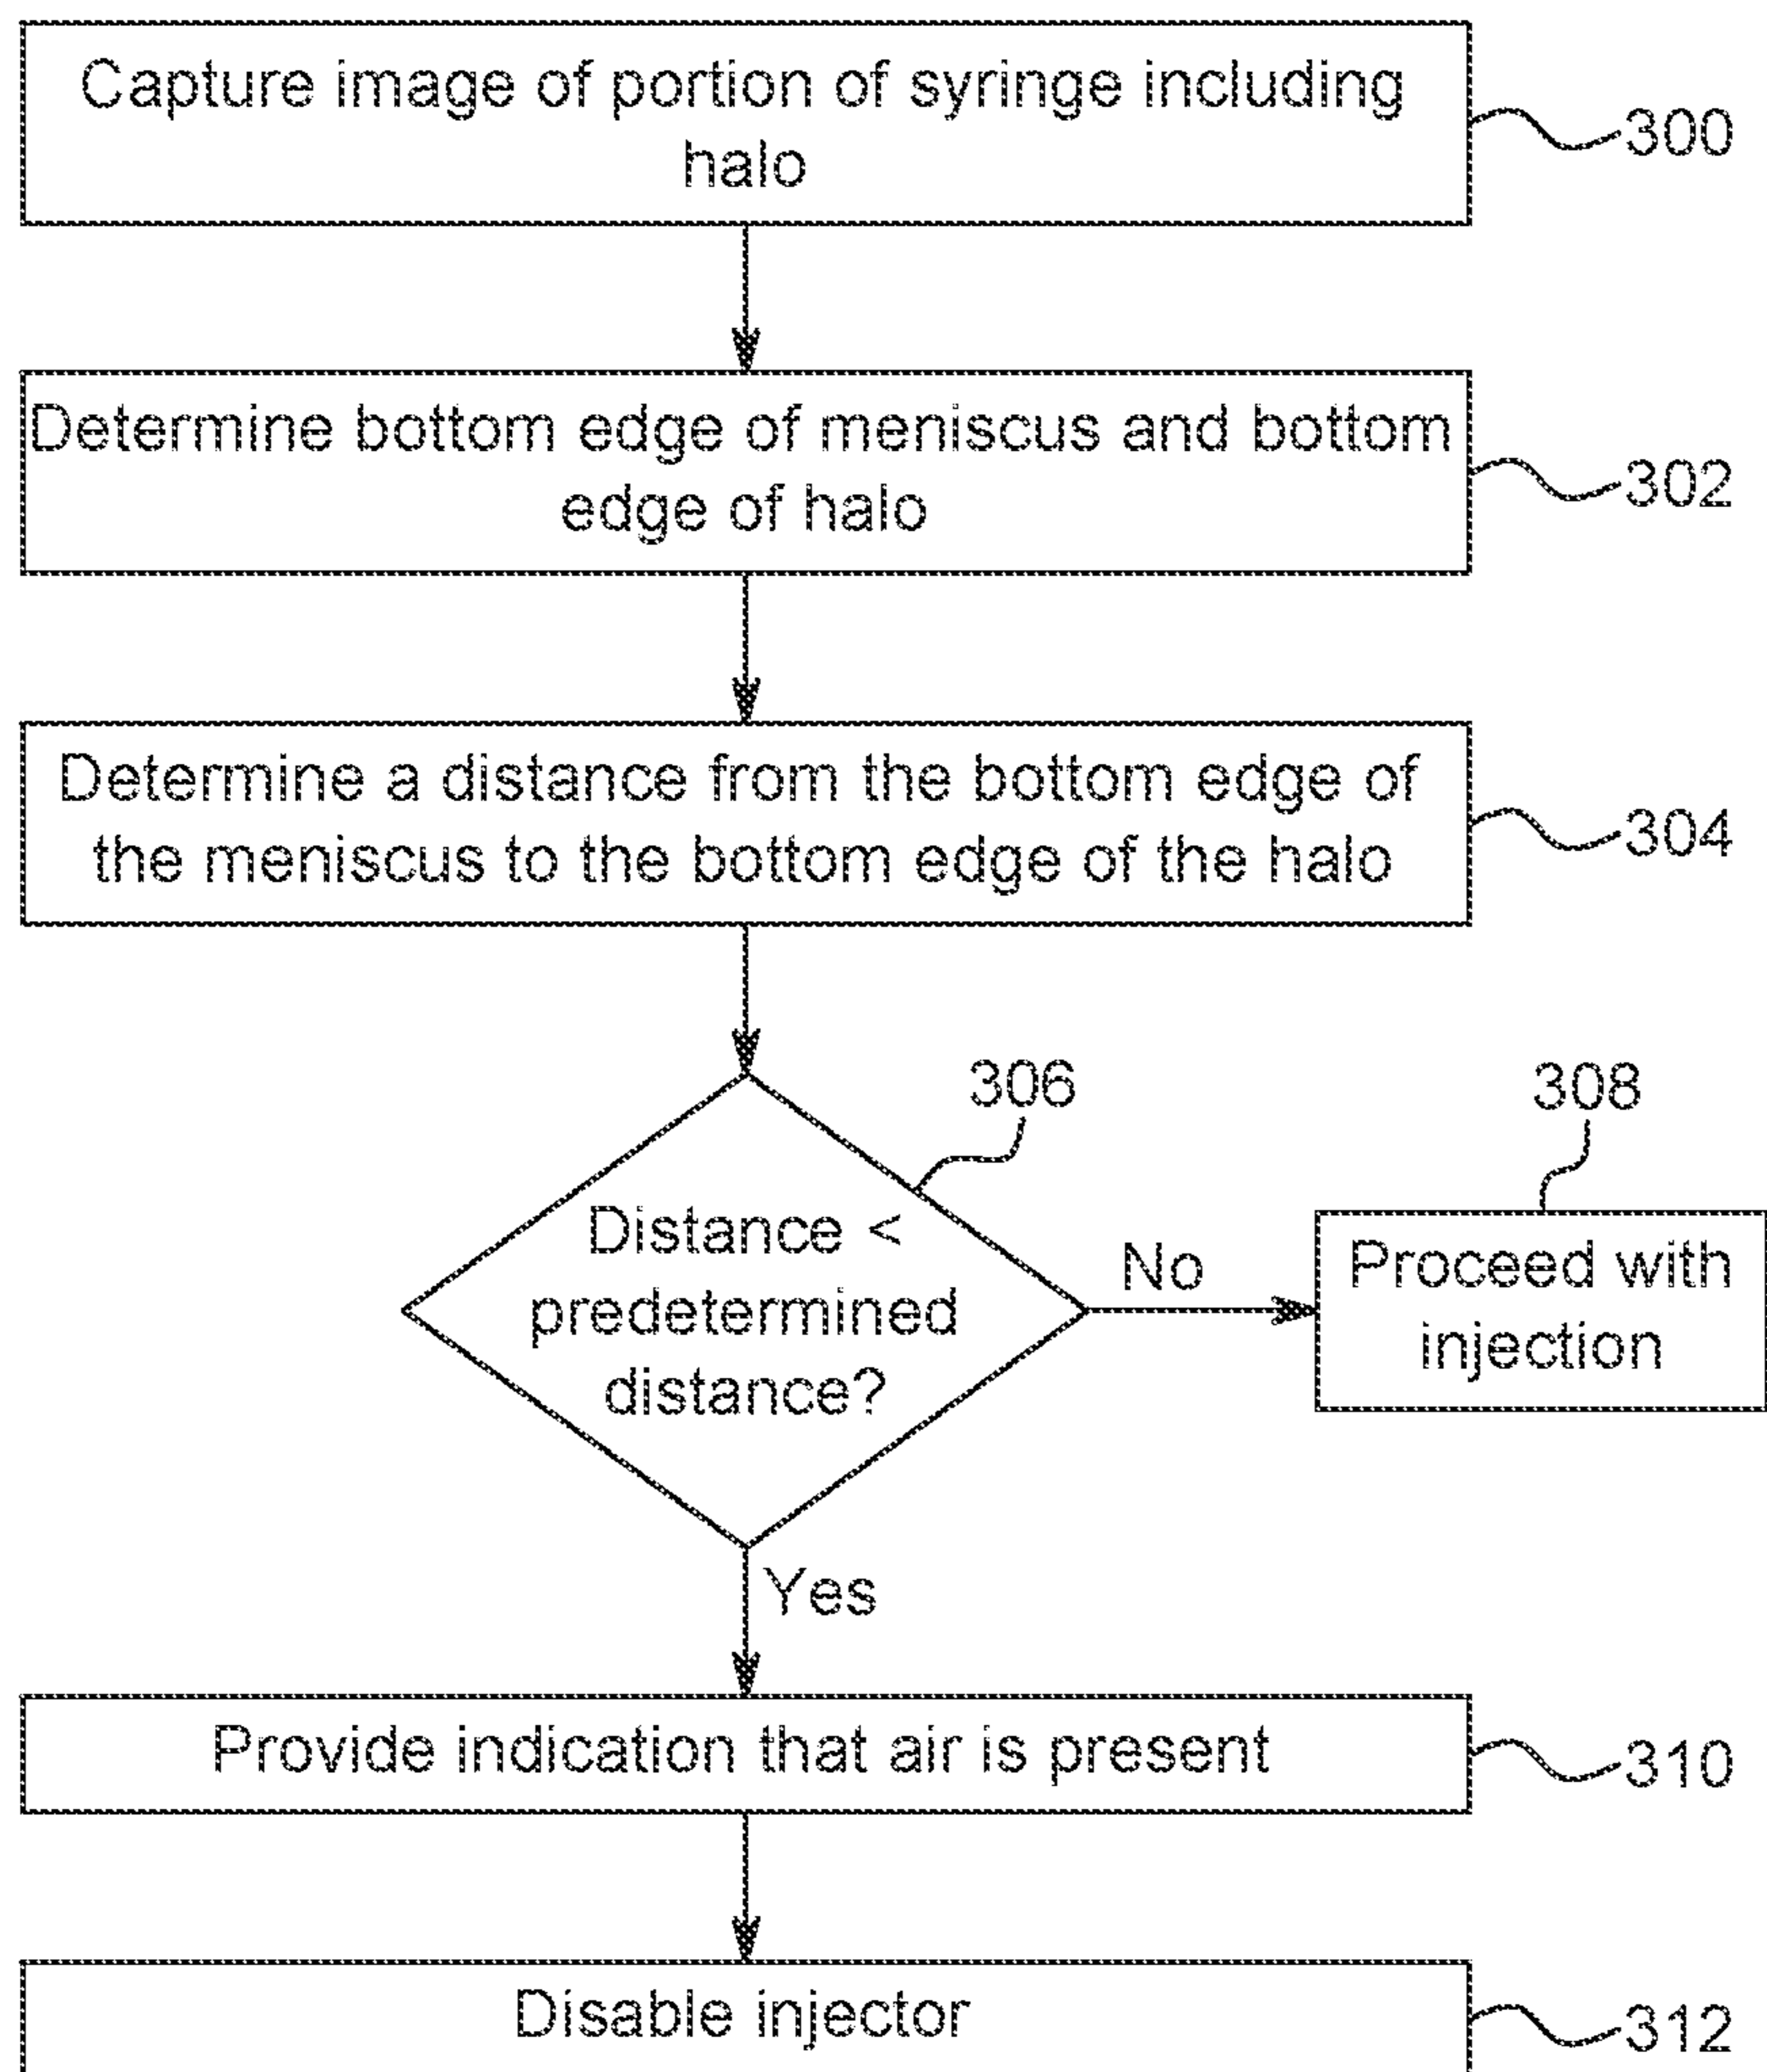 Capture image of portion of syringe including
halo
300
Determine bottom edge of meniscus and bottom
edge of halo
302
Determine a distance from the bottom edge of
the meniscus to the bottom edge of the halo
304
306
308
Distance <
predetermined
distance?
No
Proceed with
injection
Yes
Provide indication that air is present
310
Disable injector
312